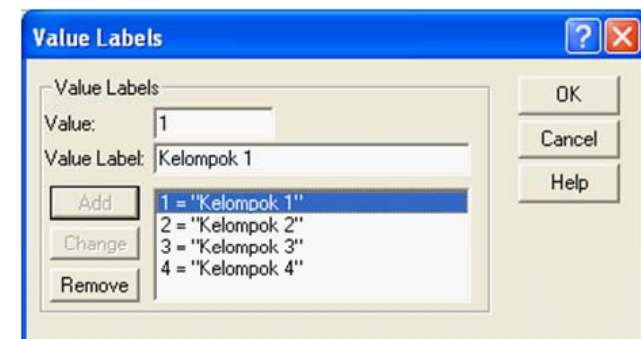 Value Labels
Value Labels
Value: 1
Value Label: Kelompok 1
Add
Change
Remove
1 = "Kelompok 1"
2 = "Kelompok 2"
3 = "Kelompok 3"
4 = "Kelompok 4"
OK
Cancel
Help